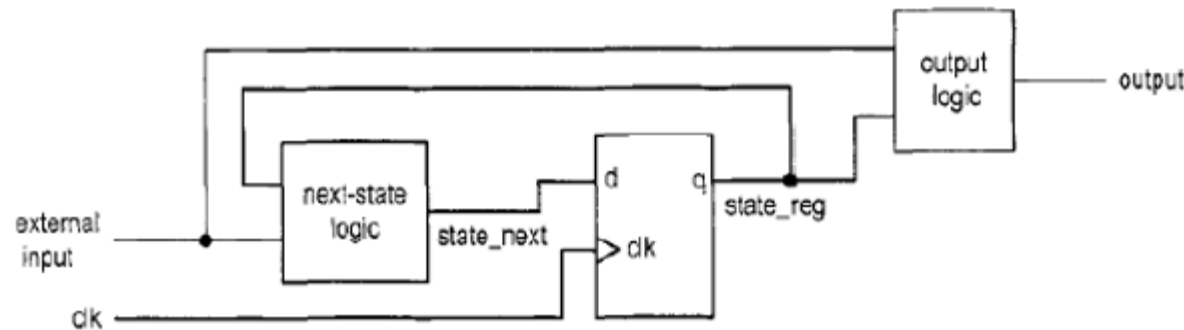 output
logic
output
next-state
logic
d
q
state_reg
external
input
state_next
clk
clk